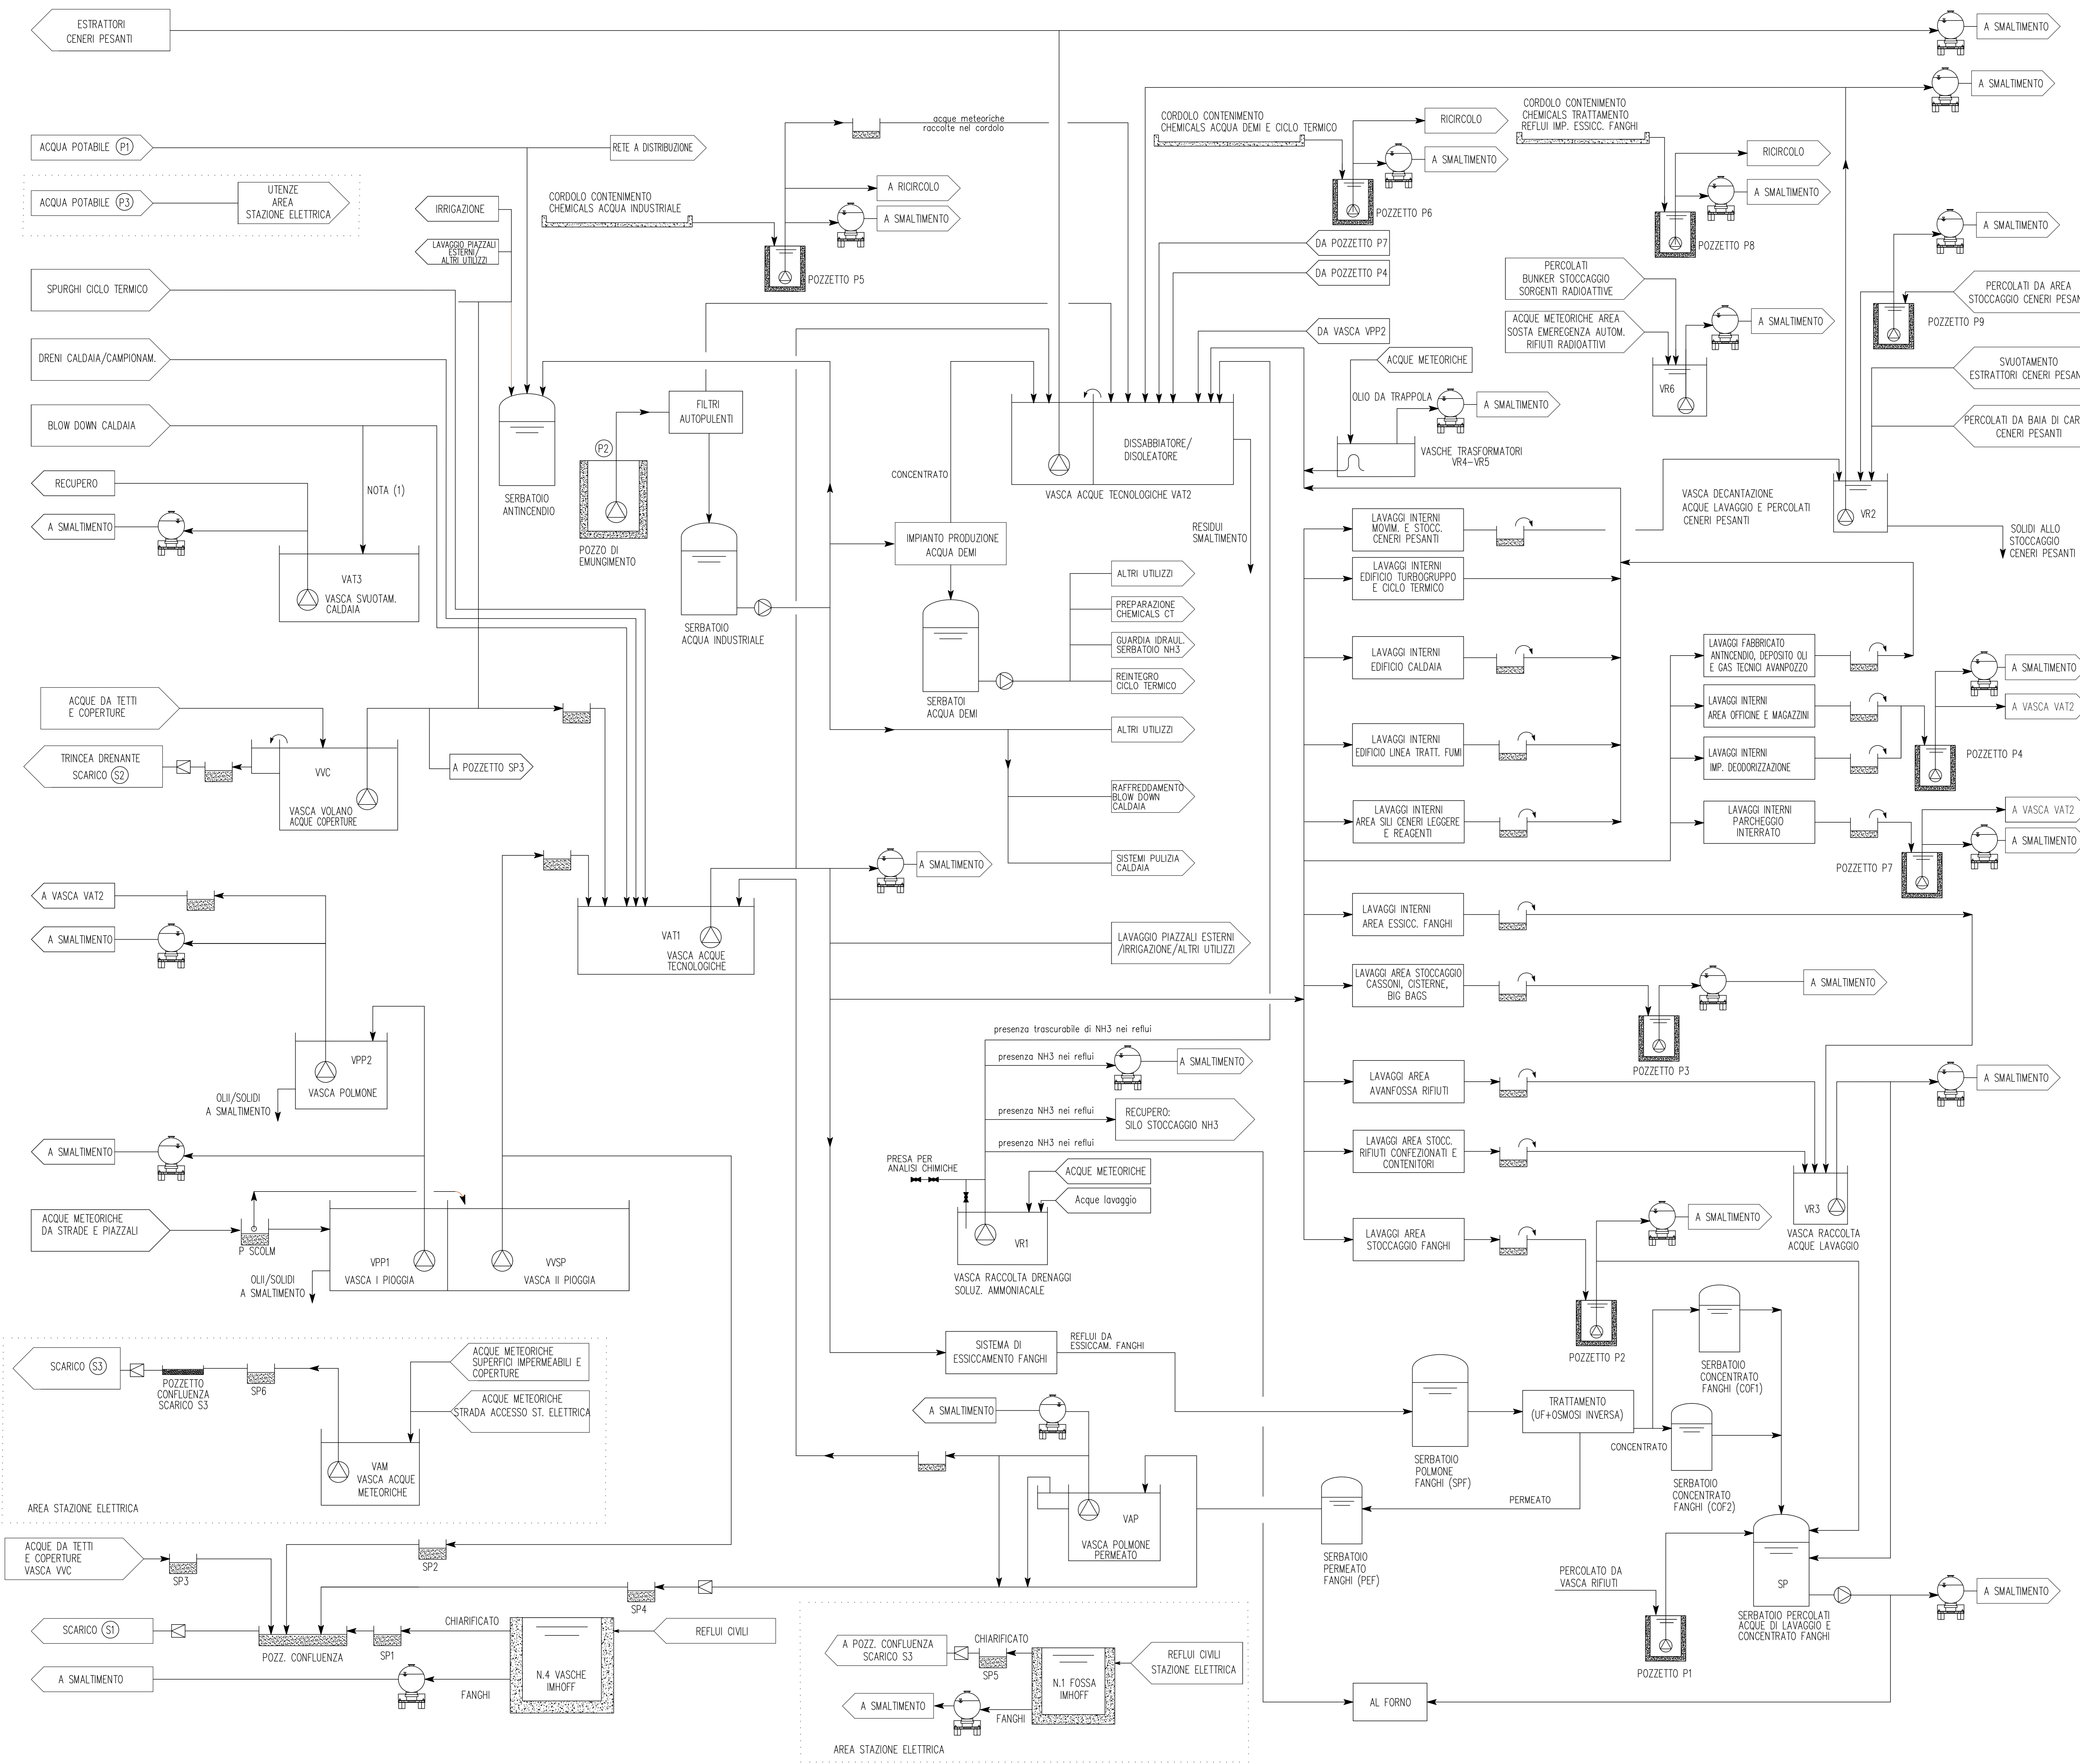 ESTRATTORI
CENERI PESANTI
A SMALTIMENTO
A SMALTIMENTO
ACQUA POTABILE P1
RETE A DISTRIBUZIONE
ACQUA POTABILE P3
UTENZE
AREA
STAZIONE ELETTRICA
IRRIGAZIONE
LAVAGGIO PIAZZALI
ESTERNI/
ALTRI UTILIZZI
CORDOLO CONTENIMENTO
CHEMICALS ACQUA INDUSTRIALE
acque meteoriche
raccolte nel cordolo
A RICIRCOLO
A SMALTIMENTO
POZZETTO P5
CORDOLO CONTENIMENTO
CHEMICALS ACQUA DEMI E CICLO TERMICO
RICIRCOLO
A SMALTIMENTO
POZZETTO P6
CORDOLO CONTENIMENTO
CHEMICALS TRATTAMENTO
REFLUI IMP. ESSICC. FANGHI
RICIRCOLO
A SMALTIMENTO
POZZETTO P8
DA POZZETTO P7
DA POZZETTO P4
DA VASCA VPP2
PERCOLATI
BUNKER STOCCAGGIO
SORGENTI RADIOATTIVE
ACQUE METEORICHE AREA
SOSTA EMEREGENZA AUTOM.
RIFIUTI RADIOATTIVI
A SMALTIMENTO
VR6
A SMALTIMENTO
POZZETTO P9
PERCOLATI DA AREA
STOCCAGGIO CENERI PESAN
SVUOTAMENTO
ESTRATTORI CENERI PESAN
PERCOLATI DA BAIA DI CAR
CENERI PESANTI
SPURGHI CICLO TERMICO
DRENI CALDAIA/CAMPIONAM.
BLOW DOWN CALDAIA
RECUPERO
A SMALTIMENTO
NOTA (1)
VAT3
VASCA SVUOTAM.
CALDAIA
SERBATOIO
ANTINCENDIO
P2
POZZO DI
EMUNGIMENTO
FILTRI
AUTOPULENTI
SERBATOIO
ACQUA INDUSTRIALE
CONCENTRATO
IMPIANTO PRODUZIONE
ACQUA DEMI
SERBATOI
ACQUA DEMI
DISSABBIATORE/
DISOLEATORE
VASCA ACQUE TECNOLOGICHE VAT2
RESIDUI
SMALTIMENTO
ACQUE METEORICHE
OLIO DA TRAPPOLA
A SMALTIMENTO
VASCHE TRASFORMATORI
VR4-VR5
VASCA DECANTAZIONE
ACQUE LAVAGGIO E PERCOLATI
CENERI PESANTI
VR2
SOLIDI ALLO
STOCCAGGIO
CENERI PESANTI
ALTRI UTILIZZI
PREPARAZIONE
CHEMICALS CT
GUARDIA IDRAUL.
SERBATOIO NH3
REINTEGRO
CICLO TERMICO
ALTRI UTILIZZI
RAFFREDDAMENTO
BLOW DOWN
CALDAIA
SISTEMI PULIZIA
CALDAIA
LAVAGGI INTERNI
MOVIM. E STOCC.
CENERI PESANTI
LAVAGGI INTERNI
EDIFICIO TURBOGRUPPO
E CICLO TERMICO
LAVAGGI INTERNI
EDIFICIO CALDAIA
LAVAGGI INTERNI
EDIFICIO LINEA TRATT. FUMI
LAVAGGI INTERNI
AREA SILI CENERI LEGGERE
E REAGENTI
LAVAGGI FABBRICATO
ANTNCENDIO, DEPOSITO OLI
E GAS TECNICI AVANPOZZO
LAVAGGI INTERNI
AREA OFFICINE E MAGAZZINI
LAVAGGI INTERNI
IMP. DEODORIZZAZIONE
LAVAGGI INTERNI
PARCHEGGIO
INTERRATO
A SMALTIMENTO
A VASCA VAT2
POZZETTO P4
A VASCA VAT2
A SMALTIMENTO
POZZETTO P7
ACQUE DA TETTI
E COPERTURE
TRINCEA DRENANTE
SCARICO S2
VVC
VASCA VOLANO
ACQUE COPERTURE
A POZZETTO SP3
A VASCA VAT2
A SMALTIMENTO
VAT1
VASCA ACQUE
TECNOLOGICHE
A SMALTIMENTO
LAVAGGIO PIAZZALI ESTERNI
/IRRIGAZIONE/ALTRI UTILIZZI
VPP2
VASCA POLMONE
OLII/SOLIDI
A SMALTIMENTO
A SMALTIMENTO
ACQUE METEORICHE
DA STRADE E PIAZZALI
P SCOLM
OLII/SOLIDI
A SMALTIMENTO
VPP1
VASCA I PIOGGIA
VVSP
VASCA II PIOGGIA
presenza trascurabile di NH3 nei reflui
presenza NH3 nei reflui
A SMALTIMENTO
presenza NH3 nei reflui
RECUPERO:
SILO STOCCAGGIO NH3
presenza NH3 nei reflui
PRESA PER
ANALISI CHIMICHE
ACQUE METEORICHE
Acque lavaggio
VR1
VASCA RACCOLTA DRENAGGI
SOLUZ. AMMONIACALE
LAVAGGI INTERNI
AREA ESSICC. FANGHI
LAVAGGI AREA STOCCAGGIO
CASSONI, CISTERNE,
BIG BAGS
A SMALTIMENTO
POZZETTO P3
LAVAGGI AREA
AVANFOSSA RIFIUTI
LAVAGGI AREA STOCC.
RIFIUTI CONFEZIONATI E
CONTENITORI
LAVAGGI AREA
STOCCAGGIO FANGHI
A SMALTIMENTO
VR3
VASCA RACCOLTA
ACQUE LAVAGGIO
A SMALTIMENTO
POZZETTO P2
SCARICO S3
POZZETTO
CONFLUENZA
SCARICO S3
SP6
ACQUE METEORICHE
SUPERFICI IMPERMEABILI E
COPERTURE
ACQUE METEORICHE
STRADA ACCESSO ST. ELETTRICA
VAM
VASCA ACQUE
METEORICHE
AREA STAZIONE ELETTRICA
SISTEMA DI
ESSICCAMENTO FANGHI
REFLUI DA
ESSICCAM. FANGHI
A SMALTIMENTO
VAP
VASCA POLMONE
PERMEATO
SERBATOIO
PERMEATO
FANGHI (PEF)
SERBATOIO
POLMONE
FANGHI (SPF)
TRATTAMENTO
(UF+OSMOSI INVERSA)
PERMEATO
CONCENTRATO
SERBATOIO
CONCENTRATO
FANGHI (COF1)
SERBATOIO
CONCENTRATO
FANGHI (COF2)
ACQUE DA TETTI
E COPERTURE
VASCA VVC
SP3
SP2
SP4
SCARICO S1
POZZ. CONFLUENZA
SP1
CHIARIFICATO
N.4 VASCHE
IMHOFF
REFLUI CIVILI
A SMALTIMENTO
FANGHI
A POZZ. CONFLUENZA
SCARICO S3
CHIARIFICATO
SP5
N.1 FOSSA
IMHOFF
REFLUI CIVILI
STAZIONE ELETTRICA
A SMALTIMENTO
FANGHI
AREA STAZIONE ELETTRICA
PERCOLATO DA
VASCA RIFIUTI
POZZETTO P1
SP
SERBATOIO PERCOLATI
ACQUE DI LAVAGGIO E
CONCENTRATO FANGHI
A SMALTIMENTO
AL FORNO